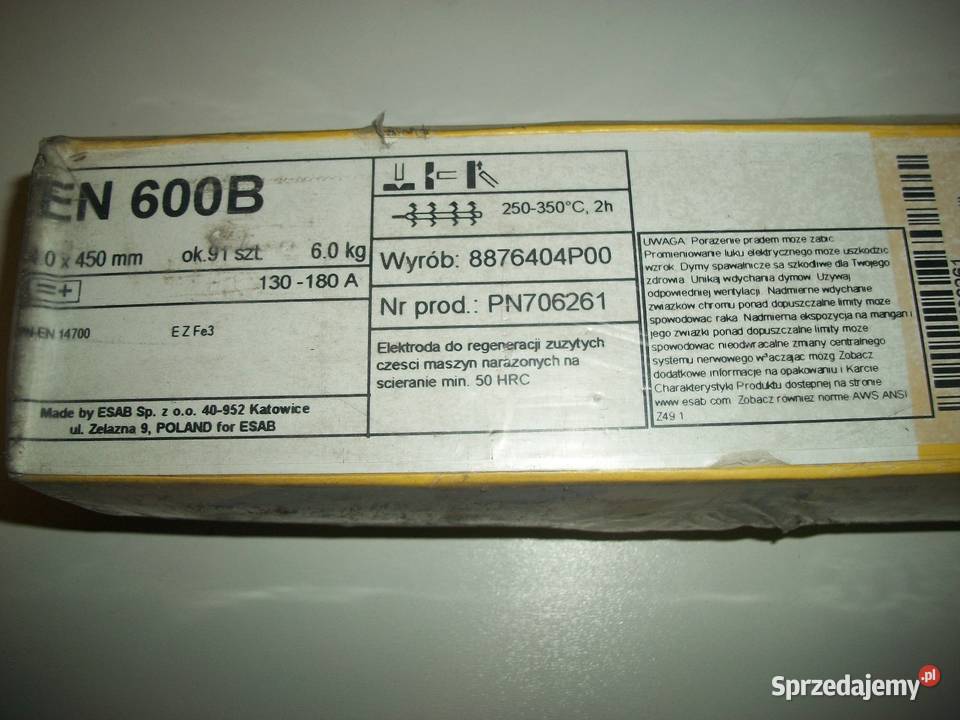 EN 600B
4.0 x 450 mm ok.91 szt. 6.0 kg
=+
130 -180 A
EN 14700 E Z Fe3
Made by ESAB Sp. z o.o. 40-952 Katowice
ul. Zelazna 9, POLAND for ESAB
250-350°C, 2h
Wyrób: 8876404P00
Nr prod.: PN706261
Elektroda do regeneracji zuzytych
czesci maszyn narazonych na
scieranie min. 50 HRC
UWAGA: Porazenie pradem moze zabic.
Promieniowanie luku elektrycznego moze uszkodzic
wzrok. Dymy spawalnicze sa szkodliwe dla Twojego
zdrowia. Unikaj wdychania dymow. Uzywaj
odpowiedniej wentylacji. Nadmierne wdychanie
zwiazkow chromu ponad dopuszczalne limity moze
spowodowac raka. Nadmierna ekspozycja na mangan i
jego zwiazki ponad dopuszczalne limity moze
spowodowac nieodwracalne zmiany centralnego
systemu nerwowego w³aczajac mózg. Zobacz
dodatkowe informacje na opakowaniu i Karcie
Charakterystyki Produktu dostepnej na stronie
www.esab.com. Zobacz równiez norme AWS ANSI
Z49.1
Sprzedajemy.pl